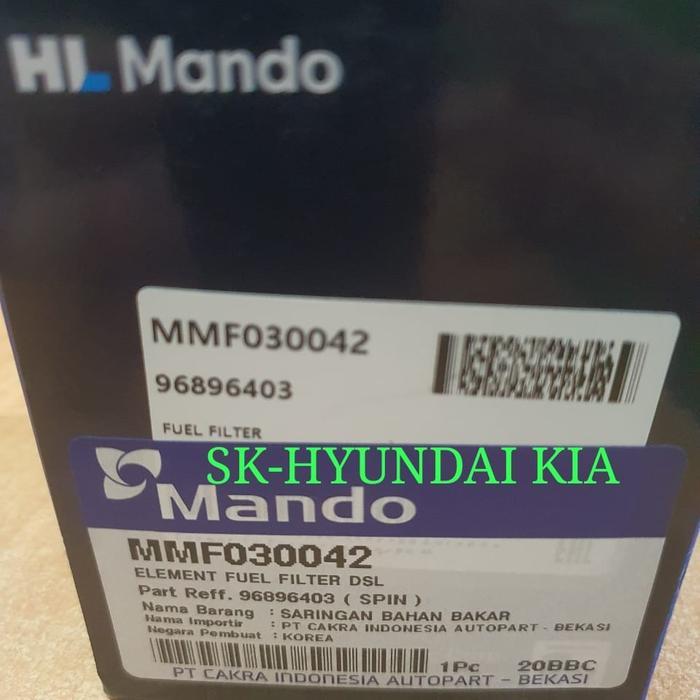 HL Mando
MMF030042
96896403
FUEL FILTER
SK-HYUNDAI KIA
Mando
MMF030042
ELEMENT FUEL FILTER DSL
Part Reff. 96896403 ( SPIN )
Nama Barang : SARINGAN BAHAN BAKAR
Nama Importir : PT CAKRA INDONESIA AUTOPART - BEKASI
Negara Pembuat : KOREA
1Pc 20BBC
PT CAKRA INDONESIA AUTOPART - BEKASI